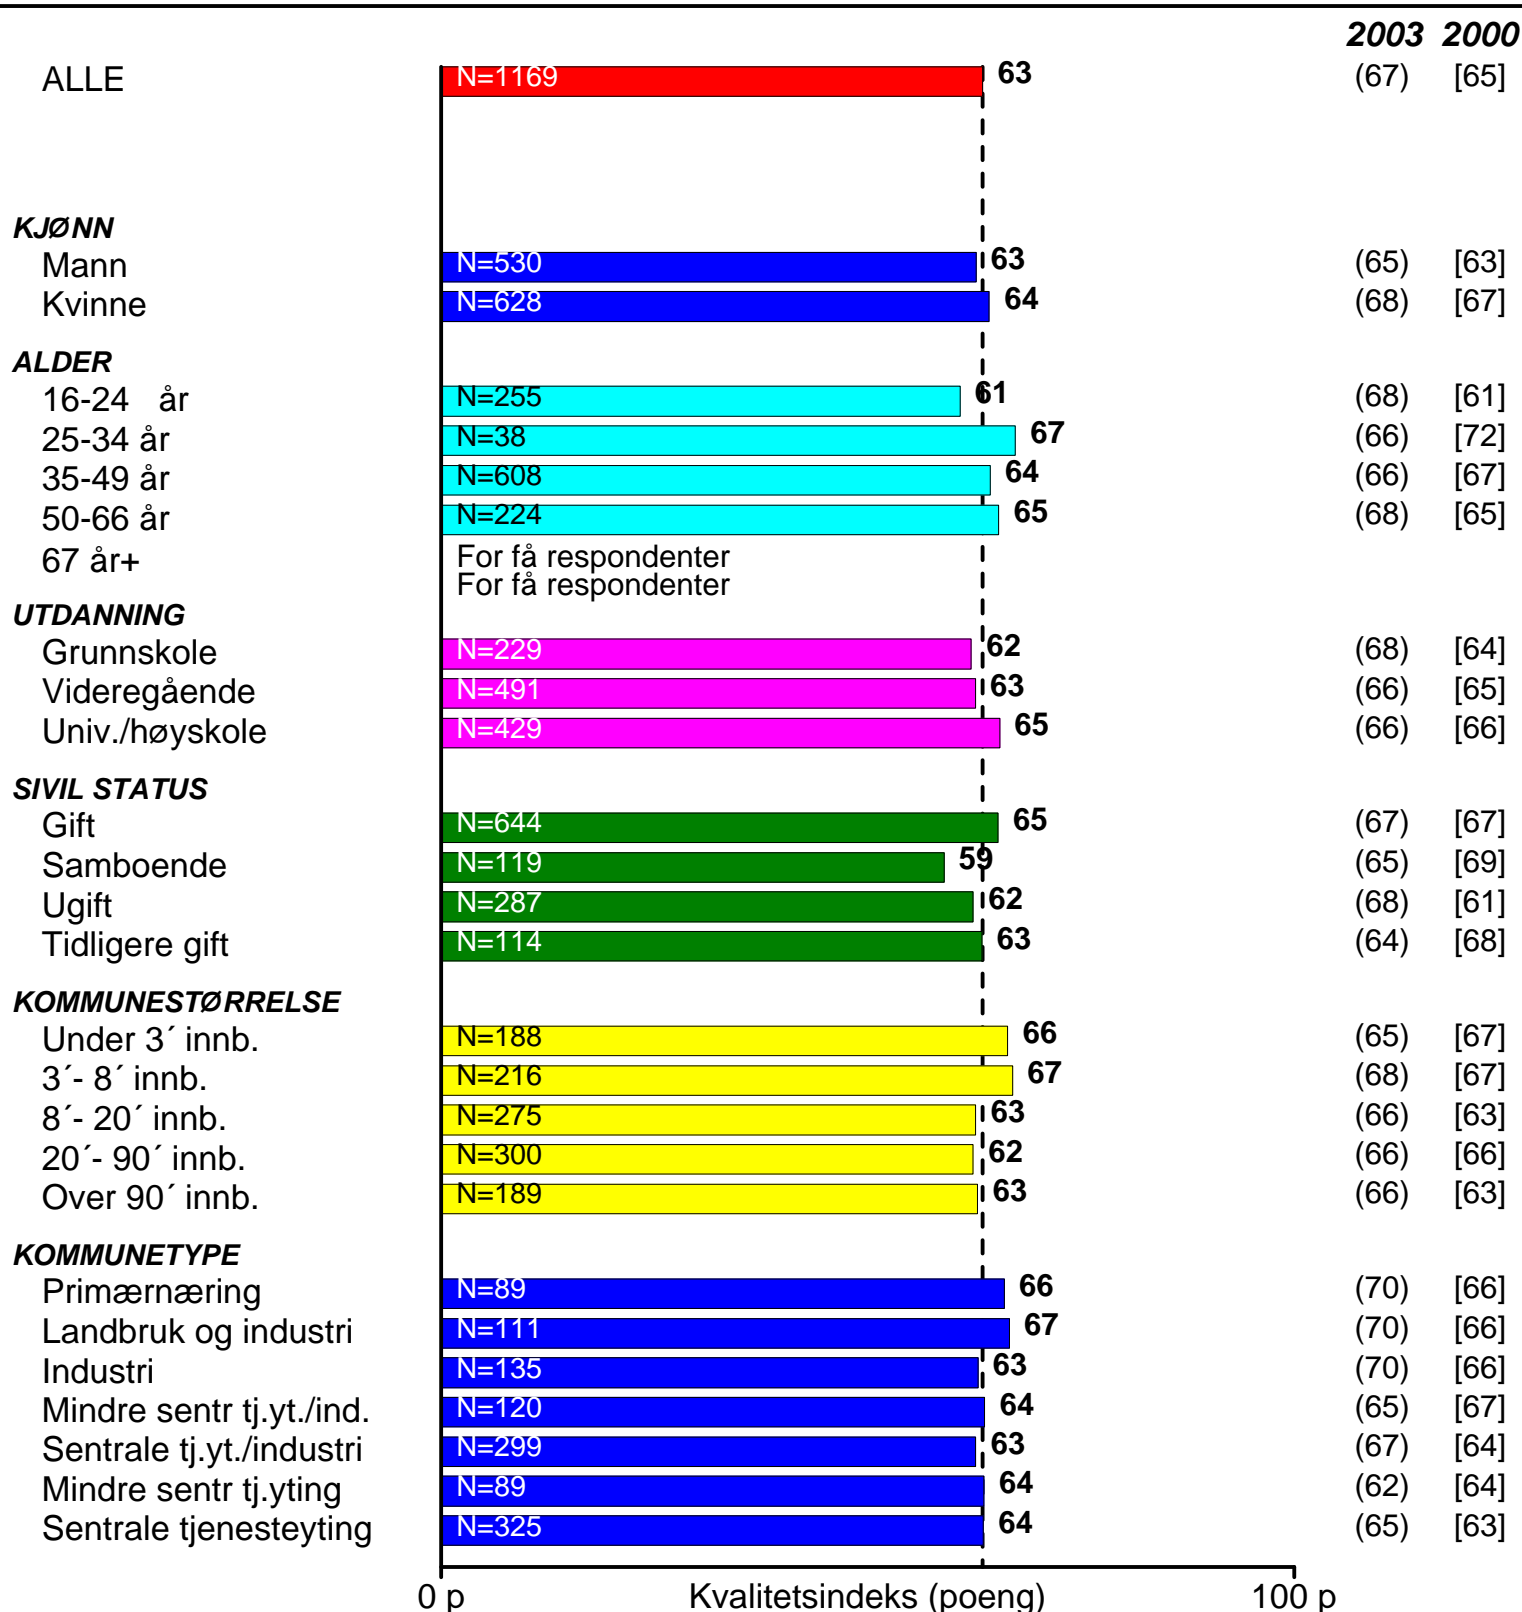 2003 2000
ALLE N=1169 63 (67) [65]
KJØNN
Mann N=530 63 (65) [63]
Kvinne N=628 64 (68) [67]
ALDER
16-24 år N=255 61 (68) [61]
25-34 år N=38 67 (66) [72]
35-49 år N=608 64 (66) [67]
50-66 år N=224 65 (68) [65]
67 år+ For få respondenter
For få respondenter
UTDANNING
Grunnskole N=229 62 (68) [64]
Videregående N=491 63 (66) [65]
Univ./høyskole N=429 65 (66) [66]
SIVIL STATUS
Gift N=644 65 (67) [67]
Samboende N=119 59 (65) [69]
Ugift N=287 62 (68) [61]
Tidligere gift N=114 63 (64) [68]
KOMMUNESTØRRELSE
Under 3´ innb. N=188 66 (65) [67]
3´- 8´ innb. N=216 67 (68) [67]
8´- 20´ innb. N=275 63 (66) [63]
20´- 90´ innb. N=300 62 (66) [66]
Over 90´ innb. N=189 63 (66) [63]
KOMMUNETYPE
Primærnæring N=89 66 (70) [66]
Landbruk og industri N=111 67 (70) [66]
Industri N=135 63 (70) [66]
Mindre sentr tj.yt./ind. N=120 64 (65) [67]
Sentrale tj.yt./industri N=299 63 (67) [64]
Mindre sentr tj.yting N=89 64 (62) [64]
Sentrale tjenesteyting N=325 64 (65) [63]
0 p Kvalitetsindeks (poeng) 100 p